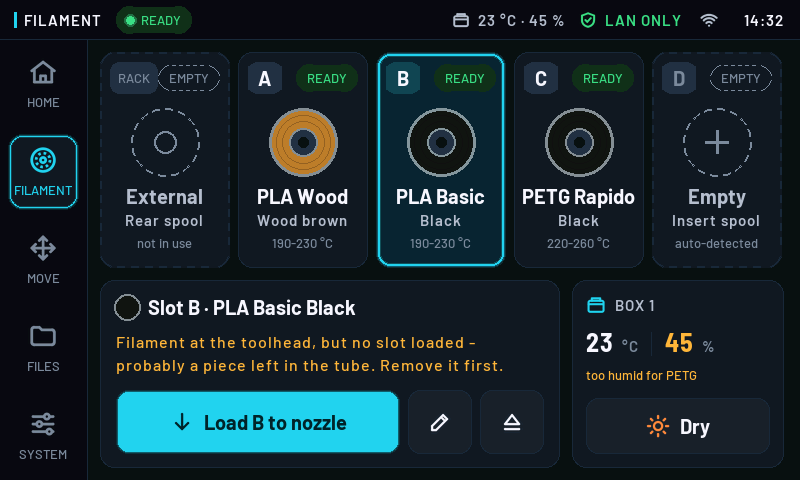 FILAMENT
READY
23 °C · 45 %
LAN ONLY
14:32
HOME
FILAMENT
MOVE
FILES
SYSTEM
RACK
EMPTY
External
Rear spool
not in use
A
READY
PLA Wood
Wood brown
190-230 °C
B
READY
PLA Basic
Black
190-230 °C
C
READY
PETG Rapido
Black
220-260 °C
D
EMPTY
Empty
Insert spool
auto-detected
Slot B · PLA Basic Black
Filament at the toolhead, but no slot loaded -
probably a piece left in the tube. Remove it first.
Load B to nozzle
BOX 1
23 °C
45 %
too humid for PETG
Dry